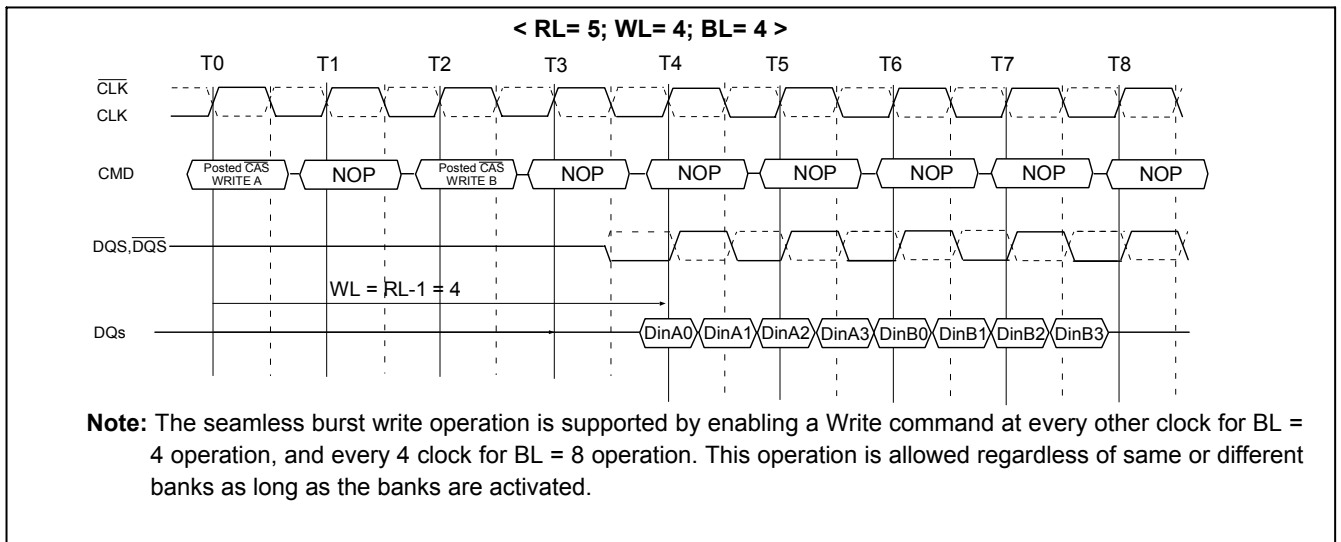 < RL= 5; WL= 4; BL= 4 >
T0 T1 T2 T3 T4 T5 T6 T7 T8
C̅L̅K̅
CLK
CMD
Posted C̅A̅S̅
WRITE A
NOP
Posted C̅A̅S̅
WRITE B
NOP NOP NOP NOP NOP NOP
DQS,D̅Q̅S̅
WL = RL-1 = 4
DQs
DinA0 DinA1 DinA2 DinA3 DinB0 DinB1 DinB2 DinB3
Note: The seamless burst write operation is supported by enabling a Write command at every other clock for BL =
4 operation, and every 4 clock for BL = 8 operation. This operation is allowed regardless of same or different
banks as long as the banks are activated.